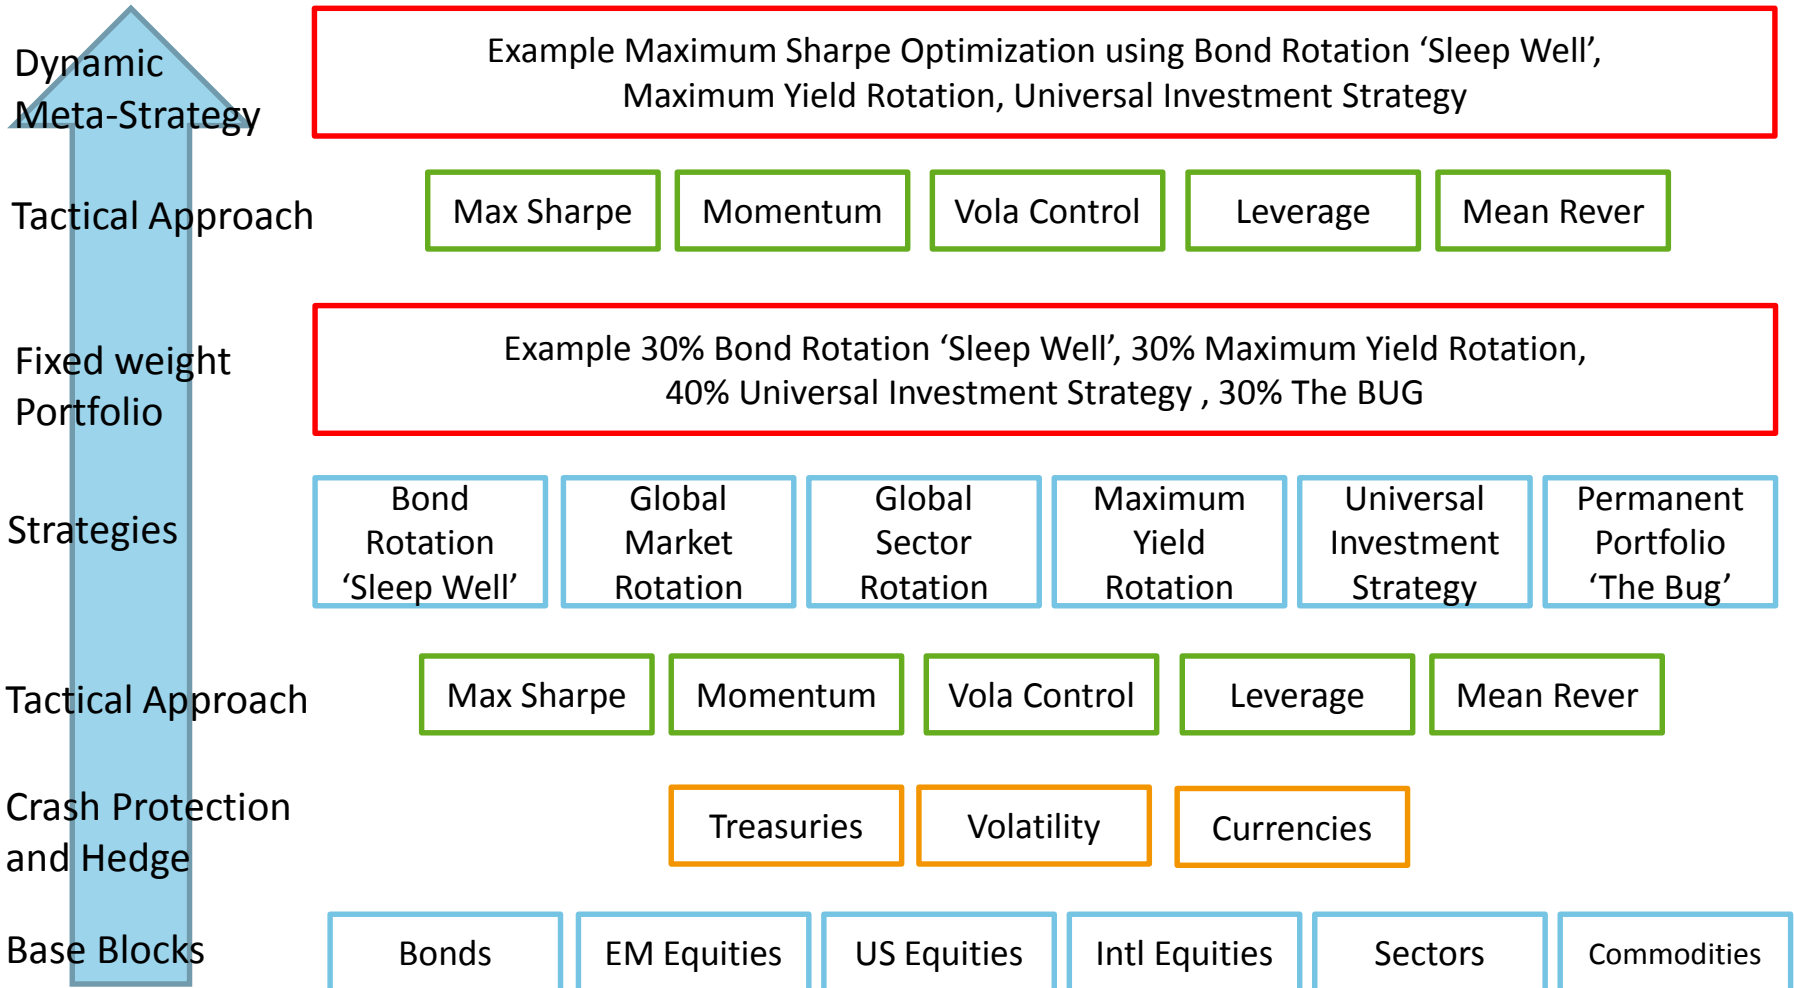 Dynamic
Meta-Strategy
Example Maximum Sharpe Optimization using Bond Rotation ‘Sleep Well’,
Maximum Yield Rotation, Universal Investment Strategy
Tactical Approach
Max Sharpe
Momentum
Vola Control
Leverage
Mean Rever
Fixed weight
Portfolio
Example 30% Bond Rotation ‘Sleep Well’, 30% Maximum Yield Rotation,
40% Universal Investment Strategy , 30% The BUG
Strategies
Bond
Rotation
‘Sleep Well’
Global
Market
Rotation
Global
Sector
Rotation
Maximum
Yield
Rotation
Universal
Investment
Strategy
Permanent
Portfolio
‘The Bug’
Tactical Approach
Max Sharpe
Momentum
Vola Control
Leverage
Mean Rever
Crash Protection
and Hedge
Treasuries
Volatility
Currencies
Base Blocks
Bonds
EM Equities
US Equities
Intl Equities
Sectors
Commodities